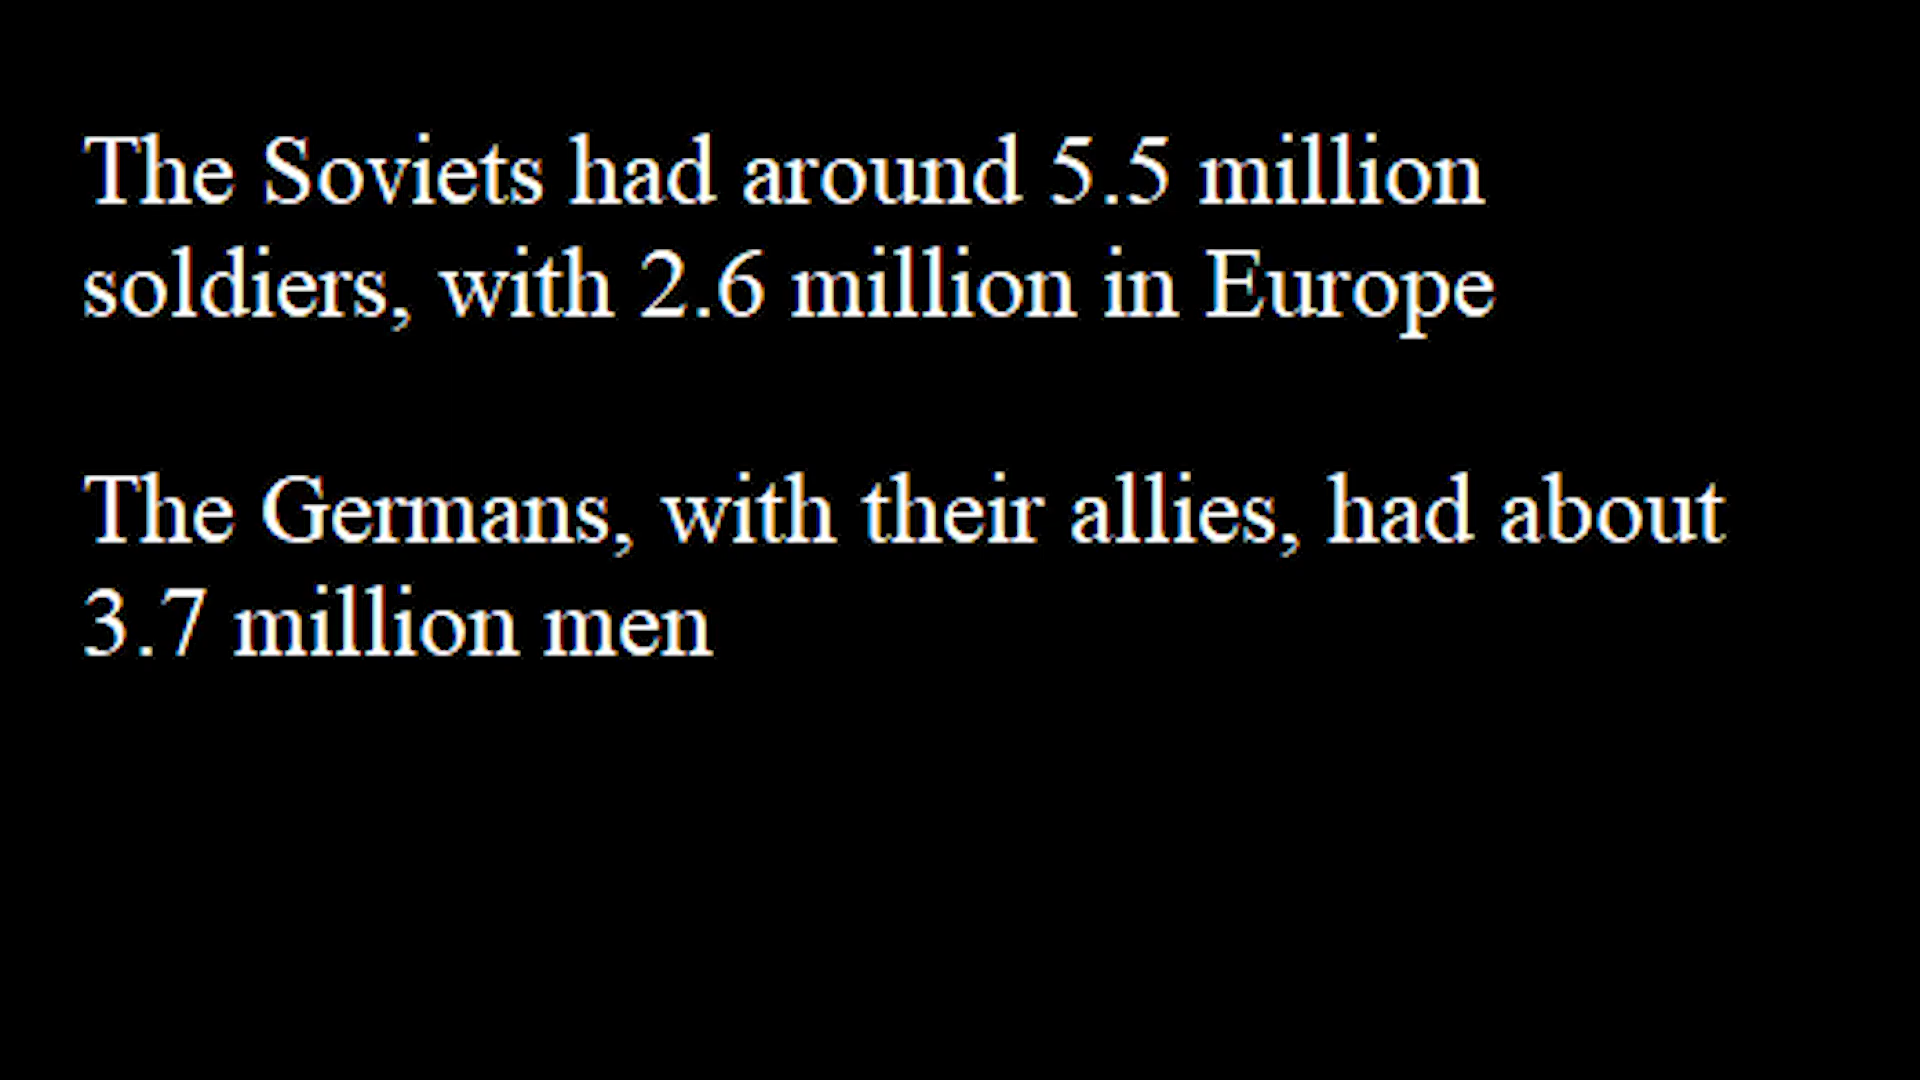 The Soviets had around 5.5 million
soldiers, with 2.6 million in Europe
The Germans, with their allies, had about
3.7 million men